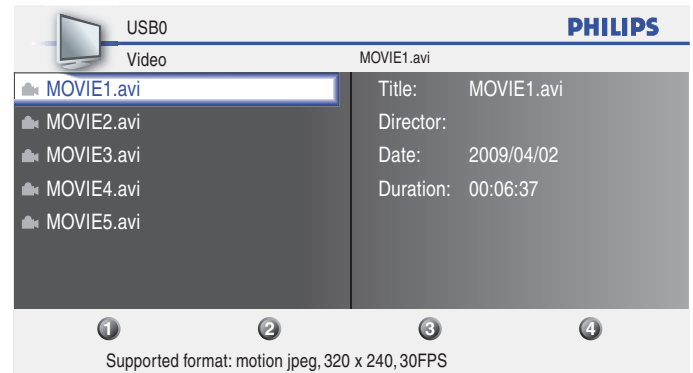 USB0
PHILIPS
Video
MOVIE1.avi
MOVIE1.avi
MOVIE2.avi
MOVIE3.avi
MOVIE4.avi
MOVIE5.avi
Title: MOVIE1.avi
Director:
Date: 2009/04/02
Duration: 00:06:37
1 2 3 4
Supported format: motion jpeg, 320 x 240, 30FPS